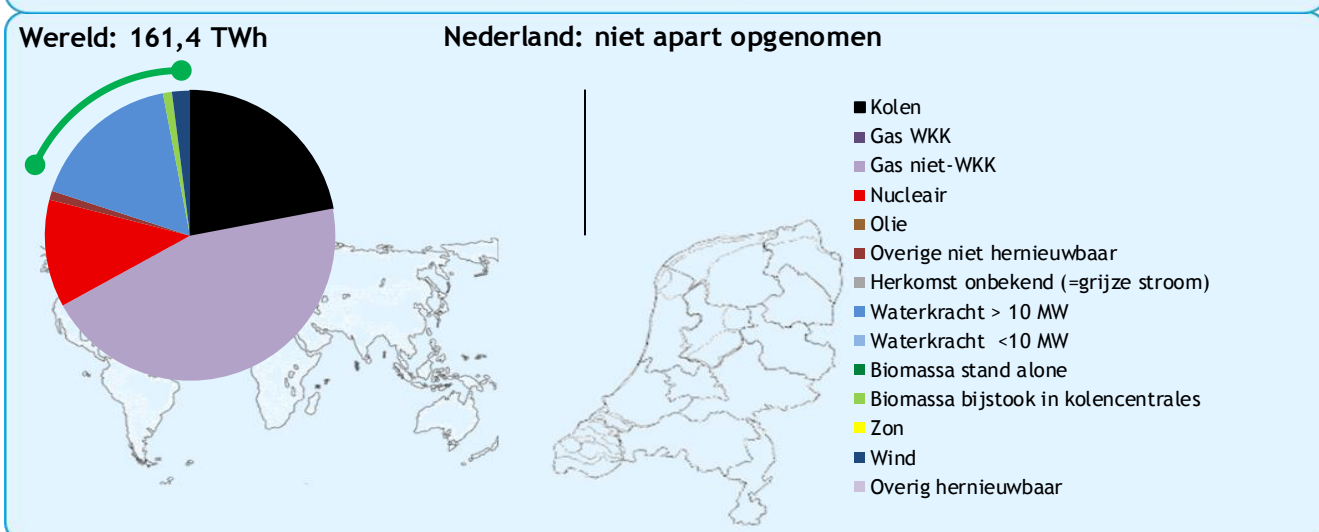 Wereld: 161,4 TWh
Nederland: niet apart opgenomen
Kolen
Gas WKK
Gas niet-WKK
Nucleair
Olie
Overige niet hernieuwbaar
Herkomst onbekend (=grijze stroom)
Waterkracht > 10 MW
Waterkracht <10 MW
Biomassa stand alone
Biomassa bijstook in kolencentrales
Zon
Wind
Overig hernieuwbaar